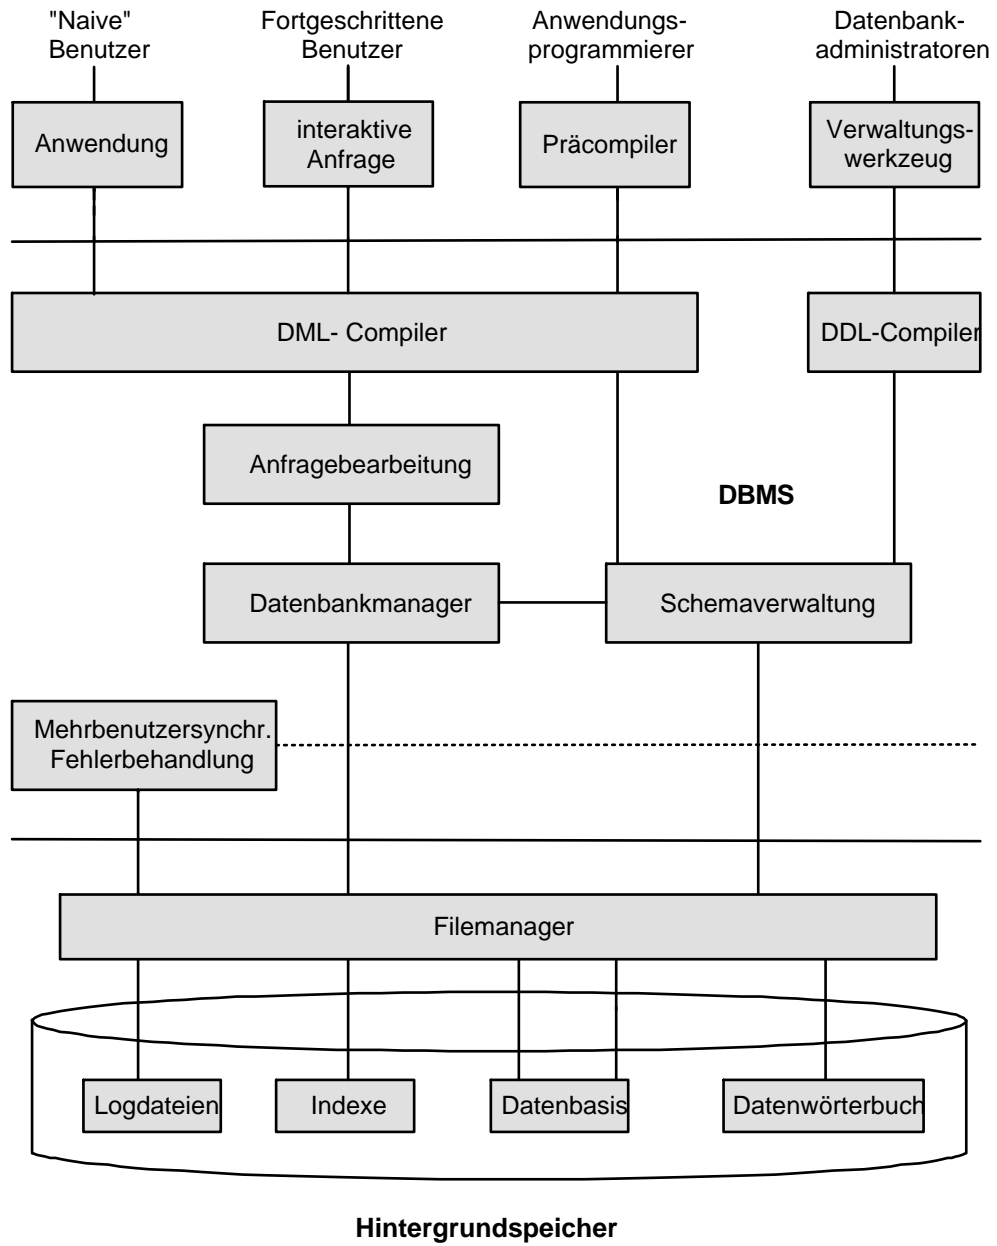 "Naive"
Benutzer
Fortgeschrittene
Benutzer
Anwendungs-
programmierer
Datenbank-
administratoren
Anwendung
interaktive
Anfrage
Präcompiler
Verwaltungs-
werkzeug
DML- Compiler
DDL-Compiler
Anfragebearbeitung
DBMS
Datenbankmanager
Schemaverwaltung
Mehrbenutzersynchr.
Fehlerbehandlung
Filemanager
Logdateien
Indexe
Datenbasis
Datenwörterbuch
Hintergrundspeicher